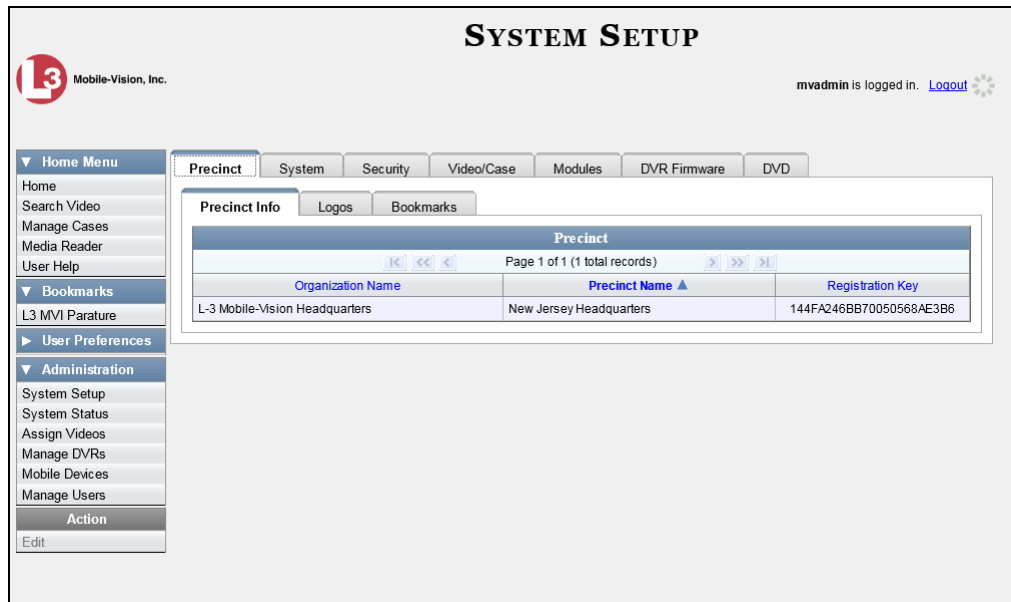 SYSTEM SETUP
L3 Mobile-Vision, Inc.
mvadmin is logged in. Logout
Home Menu
Home
Search Video
Manage Cases
Media Reader
User Help
Bookmarks
L3 MVI Parature
User Preferences
Administration
System Setup
System Status
Assign Videos
Manage DVRs
Mobile Devices
Manage Users
Action
Edit
Precinct System Security Video/Case Modules DVR Firmware DVD
Precinct Info Logos Bookmarks
Precinct
Page 1 of 1 (1 total records)
Organization Name Precinct Name Registration Key
L-3 Mobile-Vision Headquarters New Jersey Headquarters 144FA246BB70050568AE3B6